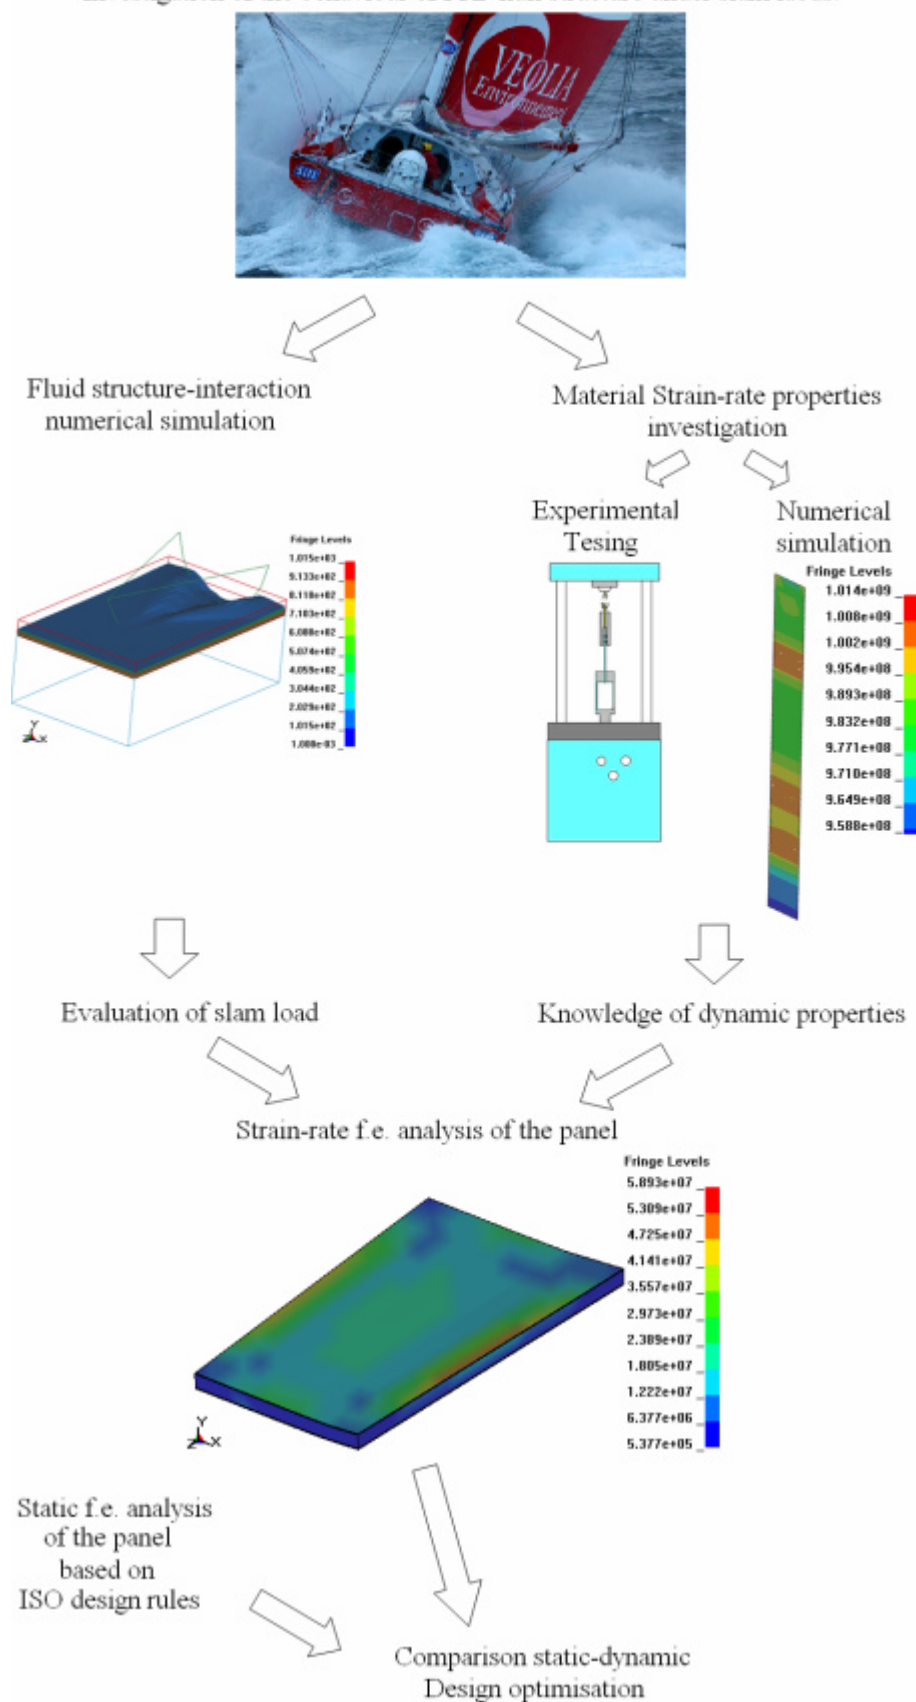 VEOLIA
Environnement
Fluid structure-interaction
numerical simulation
Material Strain-rate properties
investigation
Experimental
Tesing
Numerical
simulation
Fringe Levels
1.015e+03
9.133e+02
8.118e+02
7.103e+02
6.088e+02
5.074e+02
4.059e+02
3.044e+02
2.029e+02
1.015e+02
1.000e-03
Y
X
Fringe Levels
1.014e+09
1.008e+09
1.002e+09
9.954e+08
9.893e+08
9.832e+08
9.771e+08
9.710e+08
9.649e+08
9.588e+08
Evaluation of slam load
Knowledge of dynamic properties
Strain-rate f.e. analysis of the panel
Fringe Levels
5.893e+07
5.309e+07
4.725e+07
4.141e+07
3.557e+07
2.973e+07
2.389e+07
1.805e+07
1.222e+07
6.377e+06
5.377e+05
Y
Z X
Static f.e. analysis
of the panel
based on
ISO design rules
Comparison static-dynamic
Design optimisation